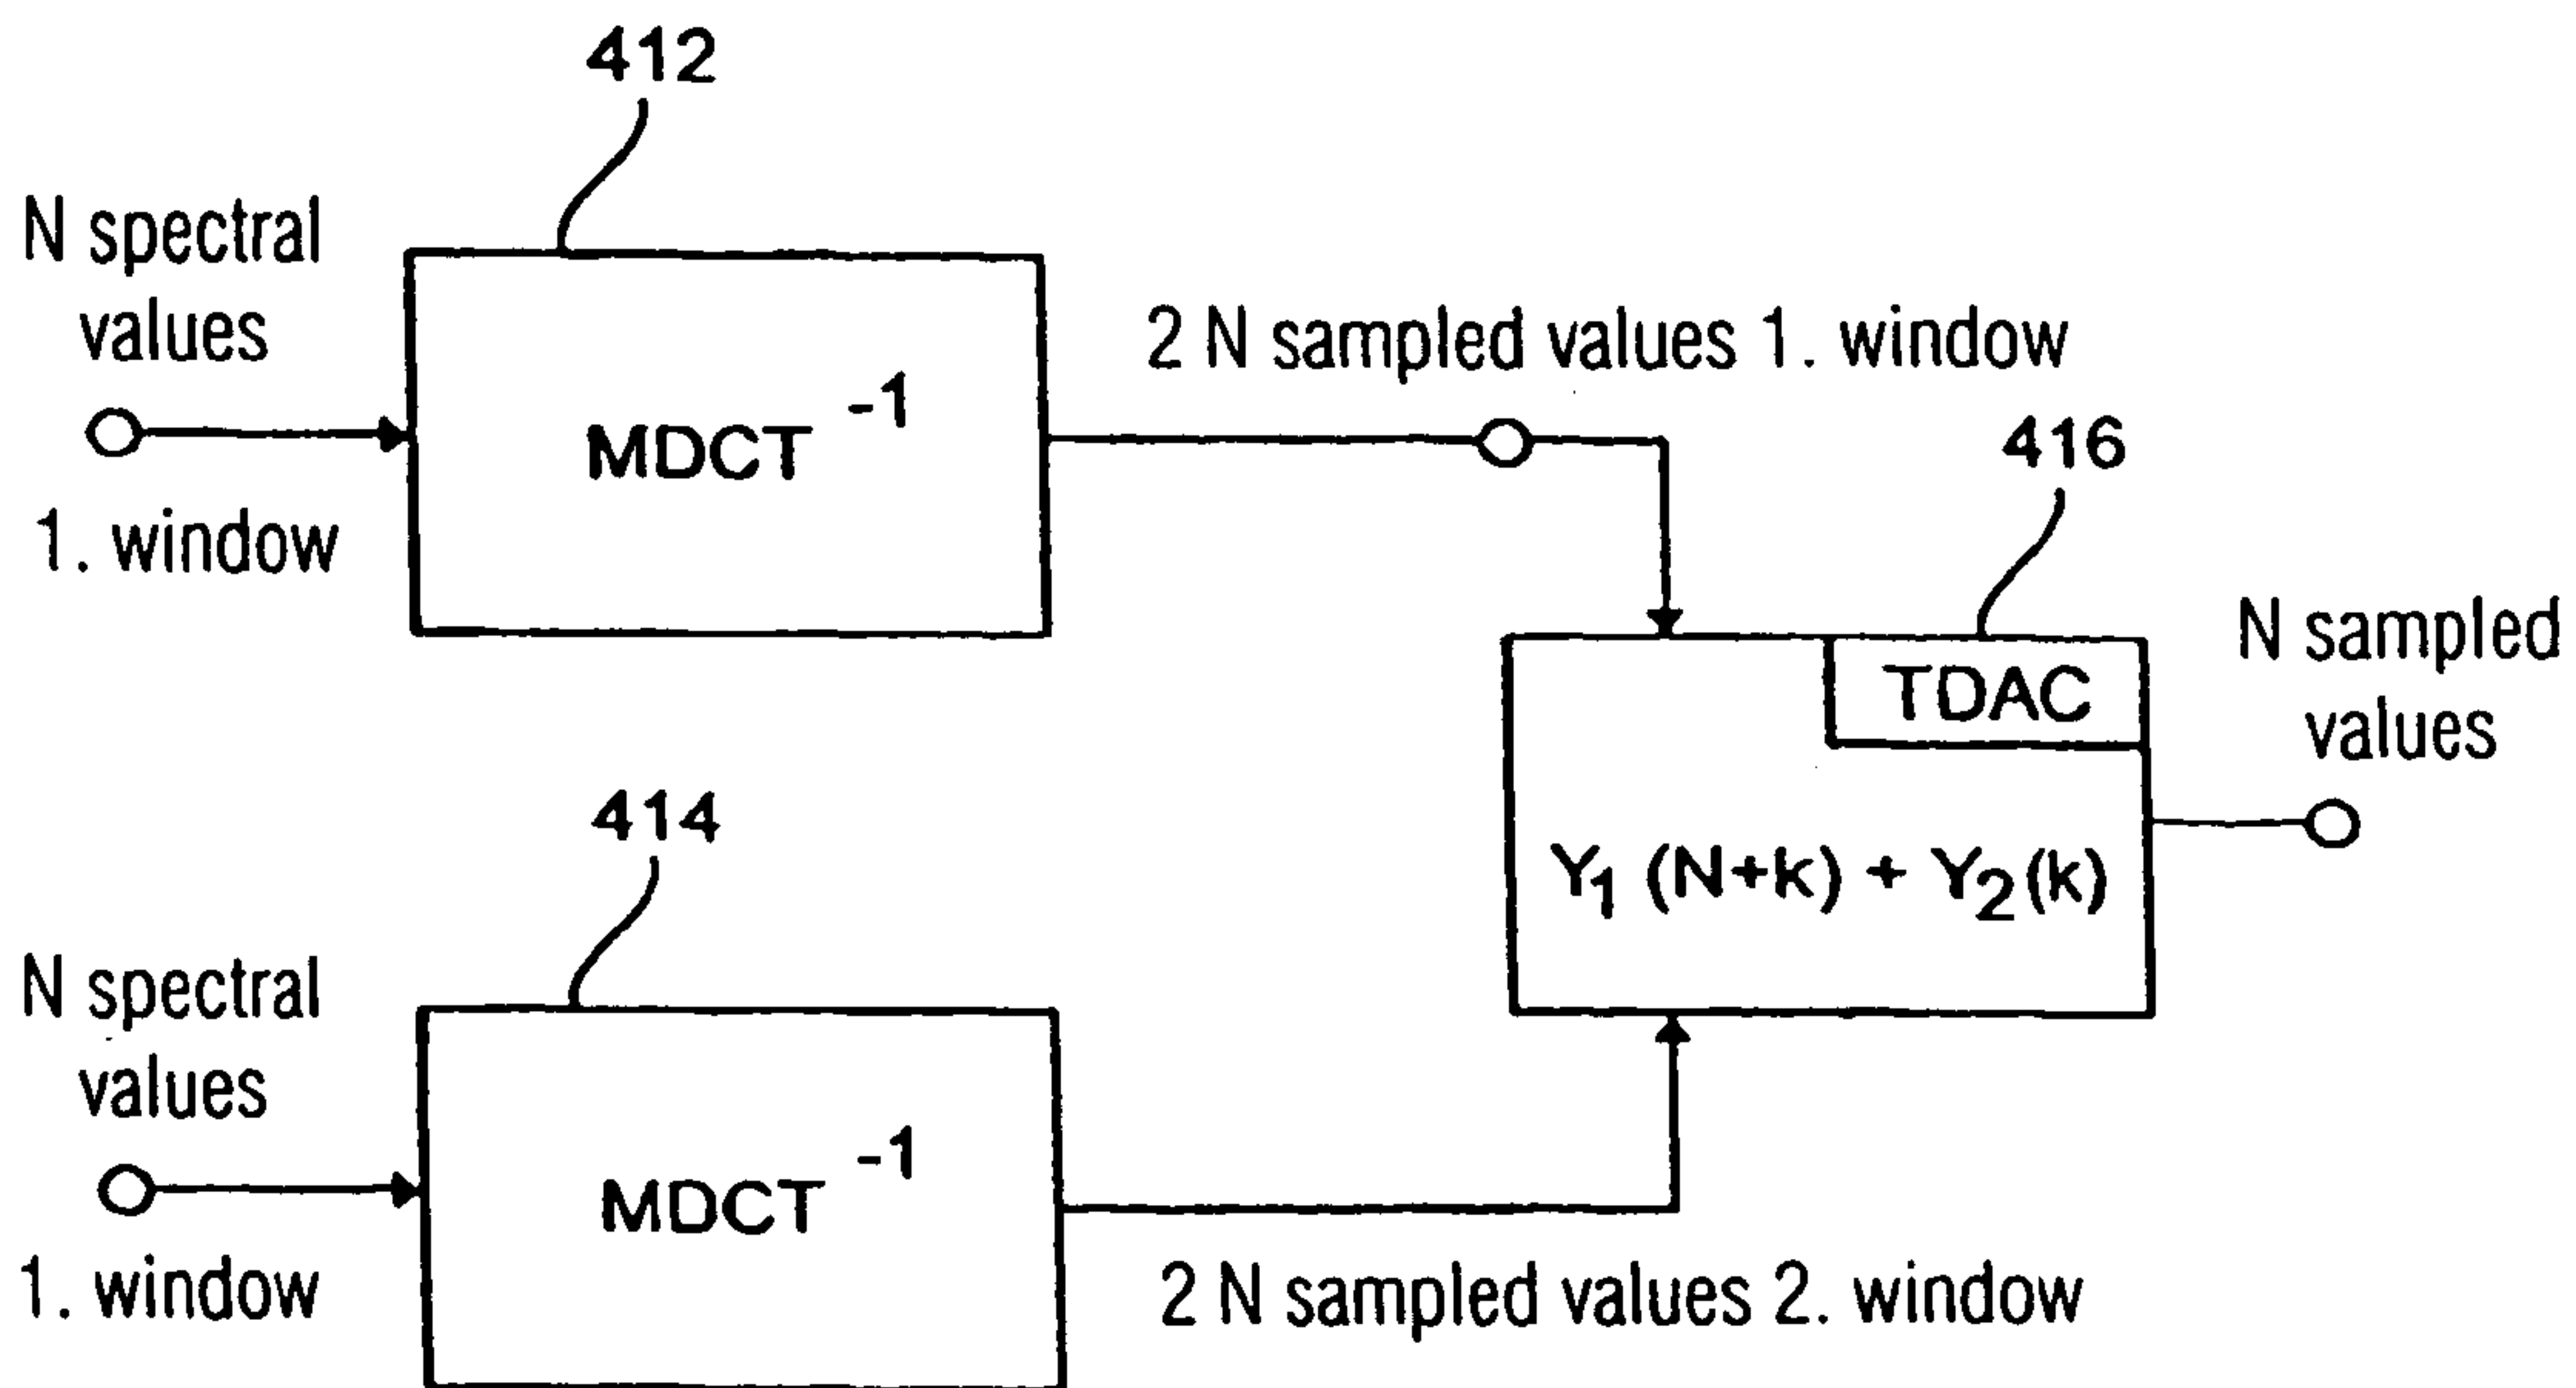 412
N spectral
values
1. window
MDCT⁻¹
2 N sampled values 1. window
416
TDAC
N sampled
values
Y₁ (N+k) + Y₂(k)
414
N spectral
values
1. window
MDCT⁻¹
2 N sampled values 2. window